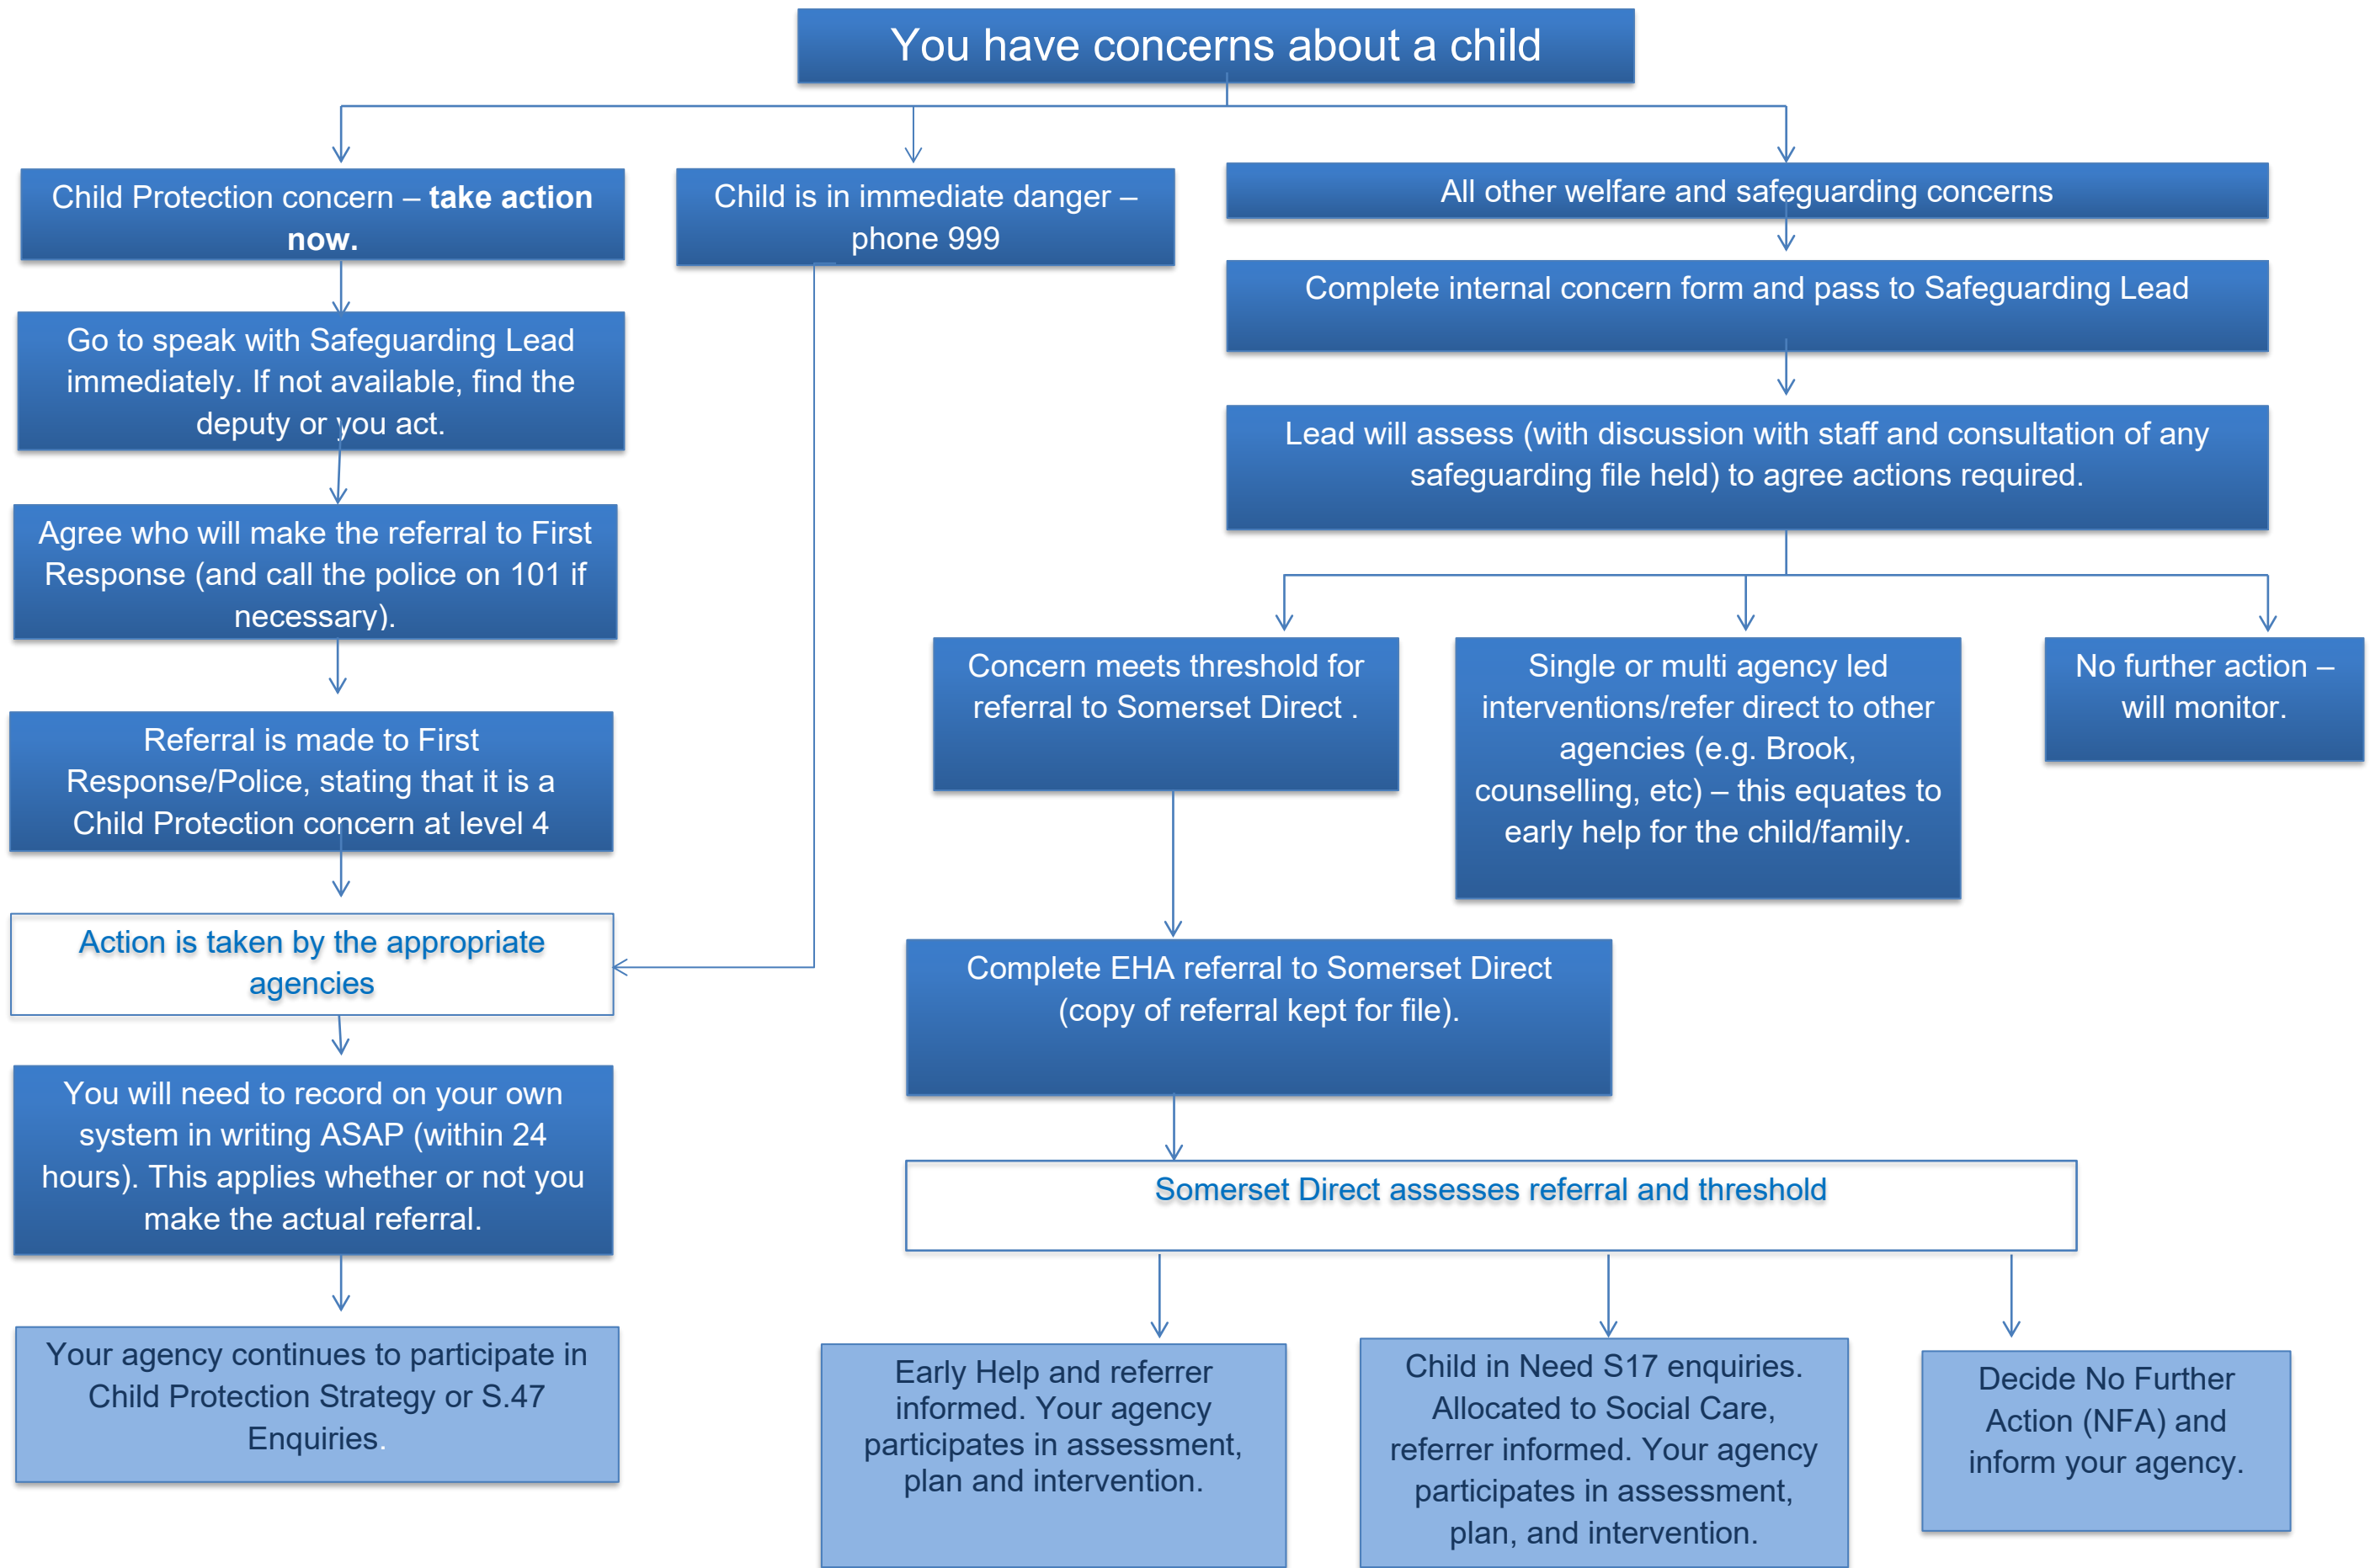 You have concerns about a child
Child Protection concern – take action
now.
Child is in immediate danger –
phone 999
All other welfare and safeguarding concerns
Go to speak with Safeguarding Lead
immediately. If not available, find the
deputy or you act.
Complete internal concern form and pass to Safeguarding Lead
Agree who will make the referral to First
Response (and call the police on 101 if
necessary).
Lead will assess (with discussion with staff and consultation of any
safeguarding file held) to agree actions required.
Referral is made to First
Response/Police, stating that it is a
Child Protection concern at level 4
Concern meets threshold for
referral to Somerset Direct .
Single or multi agency led
interventions/refer direct to other
agencies (e.g. Brook,
counselling, etc) – this equates to
early help for the child/family.
No further action –
will monitor.
Action is taken by the appropriate
agencies
Complete EHA referral to Somerset Direct
(copy of referral kept for file).
You will need to record on your own
system in writing ASAP (within 24
hours). This applies whether or not you
make the actual referral.
Somerset Direct assesses referral and threshold
Your agency continues to participate in
Child Protection Strategy or S.47
Enquiries.
Early Help and referrer
informed. Your agency
participates in assessment,
plan and intervention.
Child in Need S17 enquiries.
Allocated to Social Care,
referrer informed. Your agency
participates in assessment,
plan, and intervention.
Decide No Further
Action (NFA) and
inform your agency.